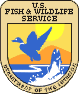 U.S.
FISH & WILDLIFE
SERVICE
DEPARTMENT OF THE INTERIOR